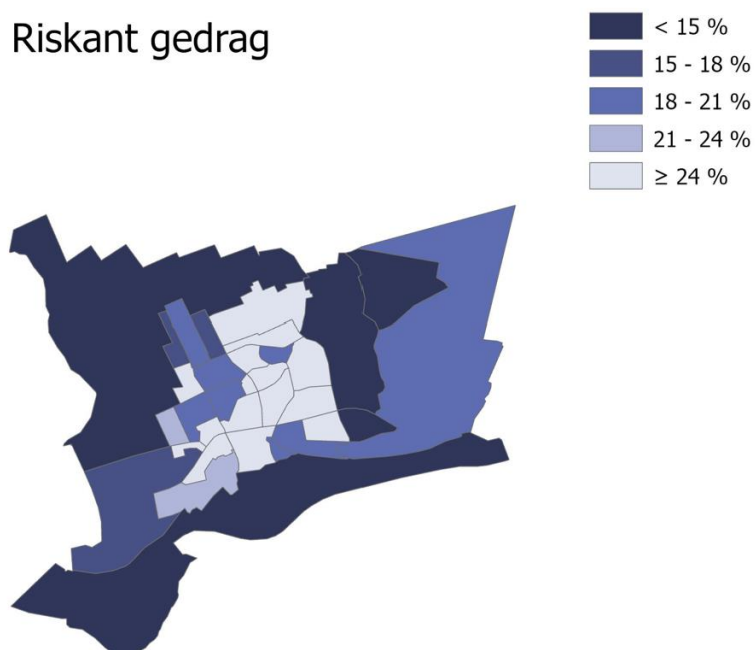 Riskant gedrag
< 15 %
15 - 18 %
18 - 21 %
21 - 24 %
≥ 24 %